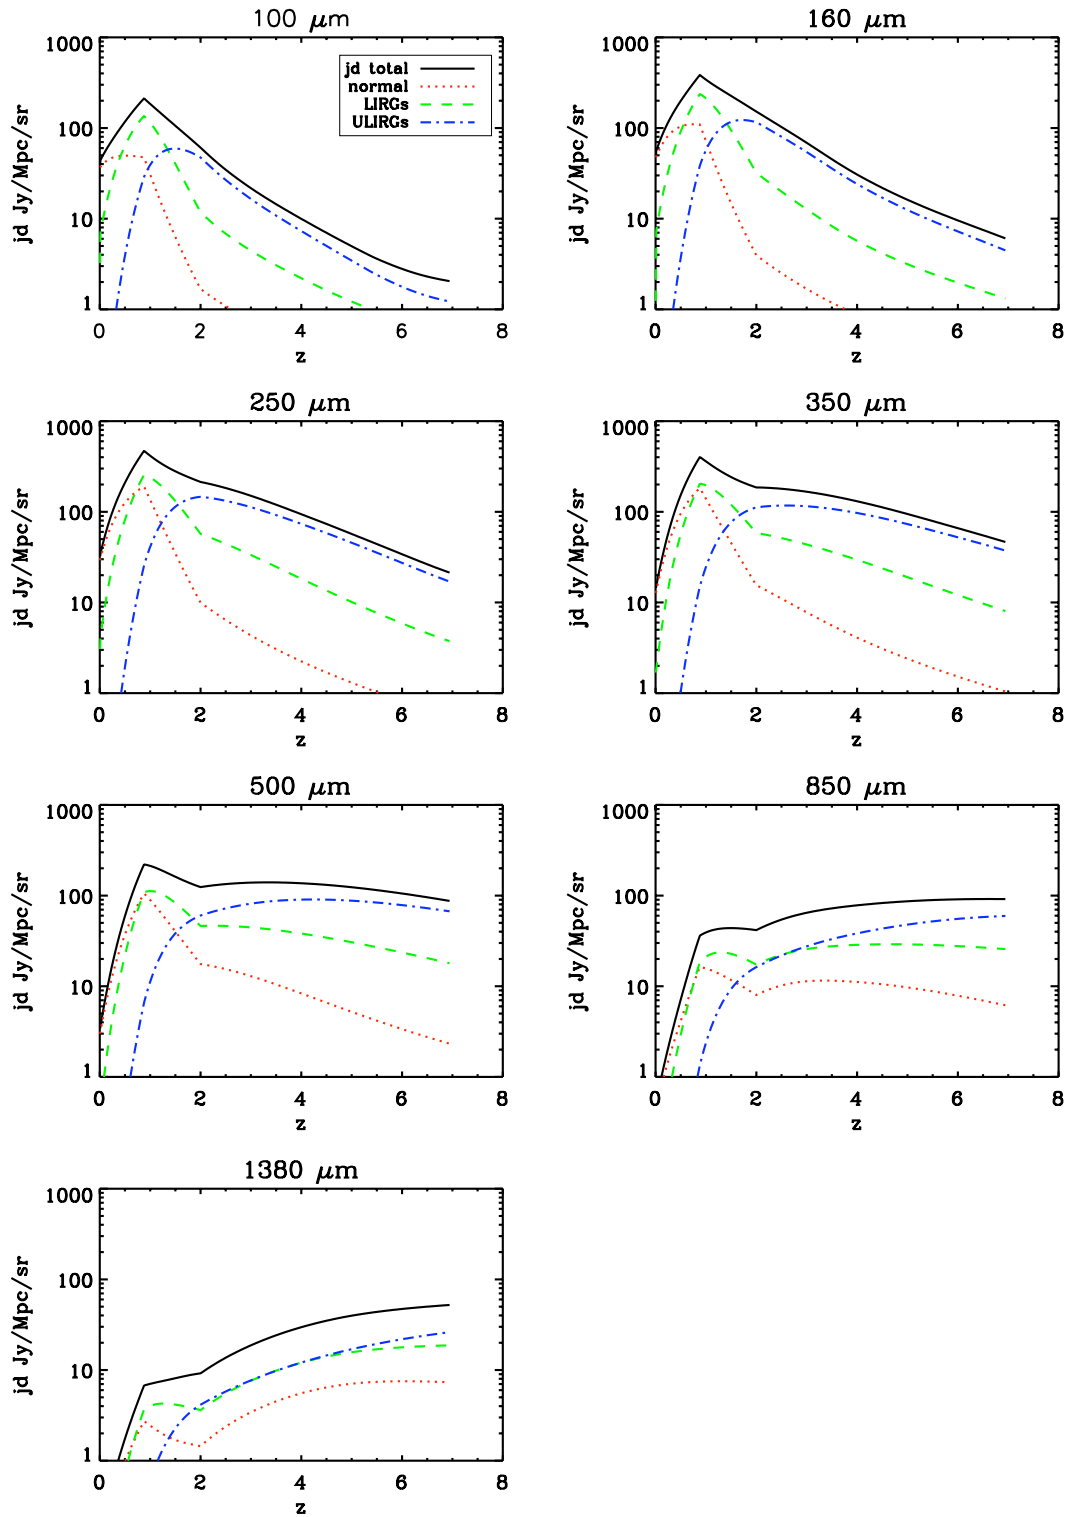 100 μm
1000
100
10
1
jd Jy/Mpc/sr
jd total
normal
LIRGs
ULIRGs
0 2 4 6 8
z
160 μm
1000
100
10
1
jd Jy/Mpc/sr
0 2 4 6 8
z
250 μm
1000
100
10
1
jd Jy/Mpc/sr
0 2 4 6 8
z
350 μm
1000
100
10
1
jd Jy/Mpc/sr
0 2 4 6 8
z
500 μm
1000
100
10
1
jd Jy/Mpc/sr
0 2 4 6 8
z
850 μm
1000
100
10
1
jd Jy/Mpc/sr
0 2 4 6 8
z
1380 μm
1000
100
10
1
jd Jy/Mpc/sr
0 2 4 6 8
z